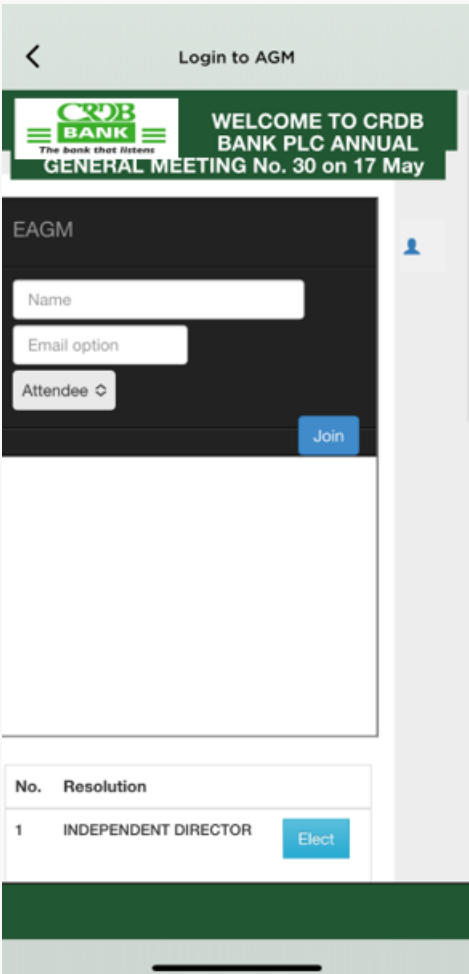 Login to AGM
CRDB
BANK
The bank that listens
WELCOME TO CRDB
BANK PLC ANNUAL
GENERAL MEETING No. 30 on 17 May
EAGM
Name
Email option
Attendee
Join
No. Resolution
1 INDEPENDENT DIRECTOR Elect